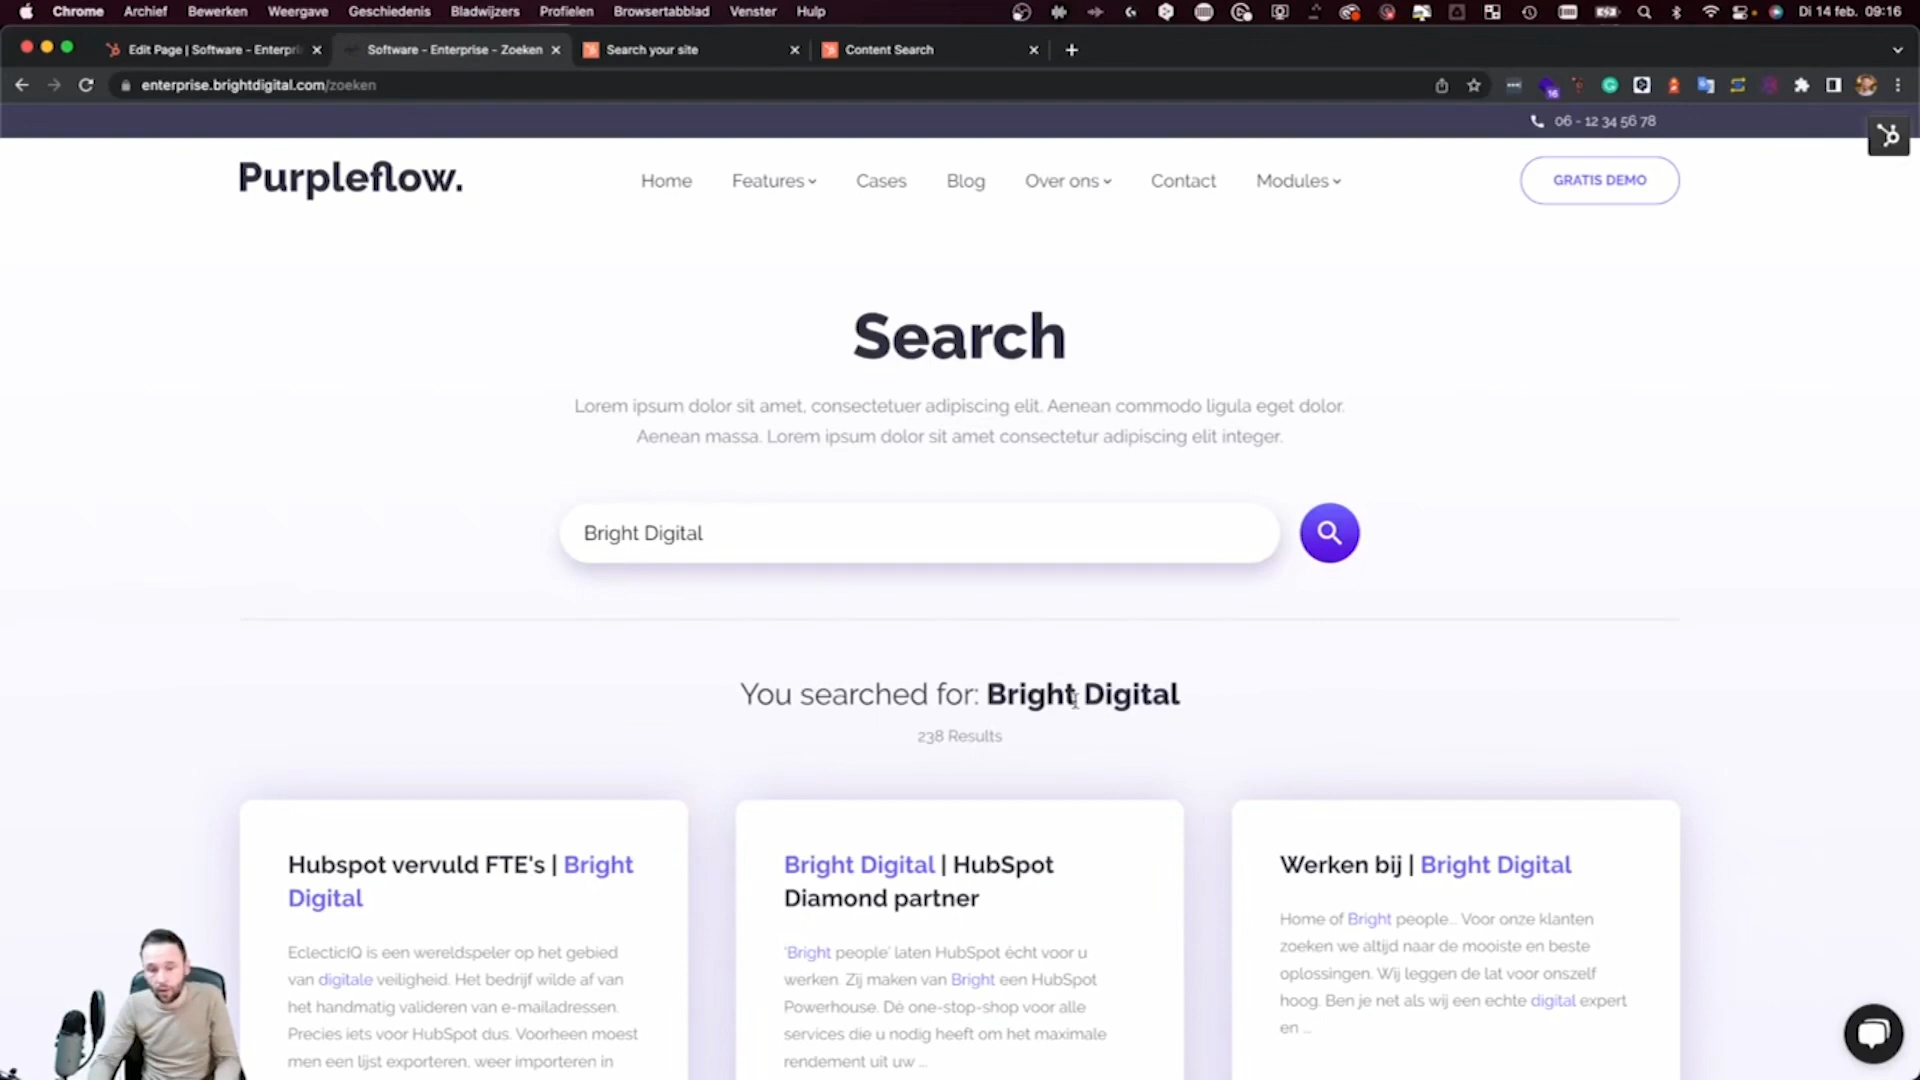 Chrome Archief Bewerken Weergave Geschiedenis Bladwijzers Profielen Browsertabblad Venster Hulp Di 14 feb. 09:16
Edit Page | Software - Enterpri Software - Enterprise - Zoeken Search your site Content Search
enterprise.brightdigital.com/zoeken
16
06 - 12 34 56 78
Purpleflow. Home Features Cases Blog Over ons Contact Modules GRATIS DEMO
Search
Lorem ipsum dolor sit amet, consectetuer adipiscing elit. Aenean commodo ligula eget dolor.
Aenean massa. Lorem ipsum dolor sit amet consectetur adipiscing elit integer.
Bright Digital
You searched for: Bright Digital
238 Results
Hubspot vervuld FTE's | Bright
Digital
EclecticIQ is een wereldspeler op het gebied
van digitale veiligheid. Het bedrijf wilde af van
het handmatig valideren van e-mailadressen.
Precies iets voor HubSpot dus. Voorheen moest
men een lijst exporteren, weer importeren in
Bright Digital | HubSpot
Diamond partner
'Bright people' laten HubSpot écht voor u
werken. Zij maken van Bright een HubSpot
Powerhouse. Dé one-stop-shop voor alle
services die u nodig heeft om het maximale
rendement uit uw ...
Werken bij | Bright Digital
Home of Bright people... Voor onze klanten
zoeken we altijd naar de mooiste en beste
oplossingen. Wij leggen de lat voor onszelf
hoog. Ben je net als wij een echte digital expert
en ...